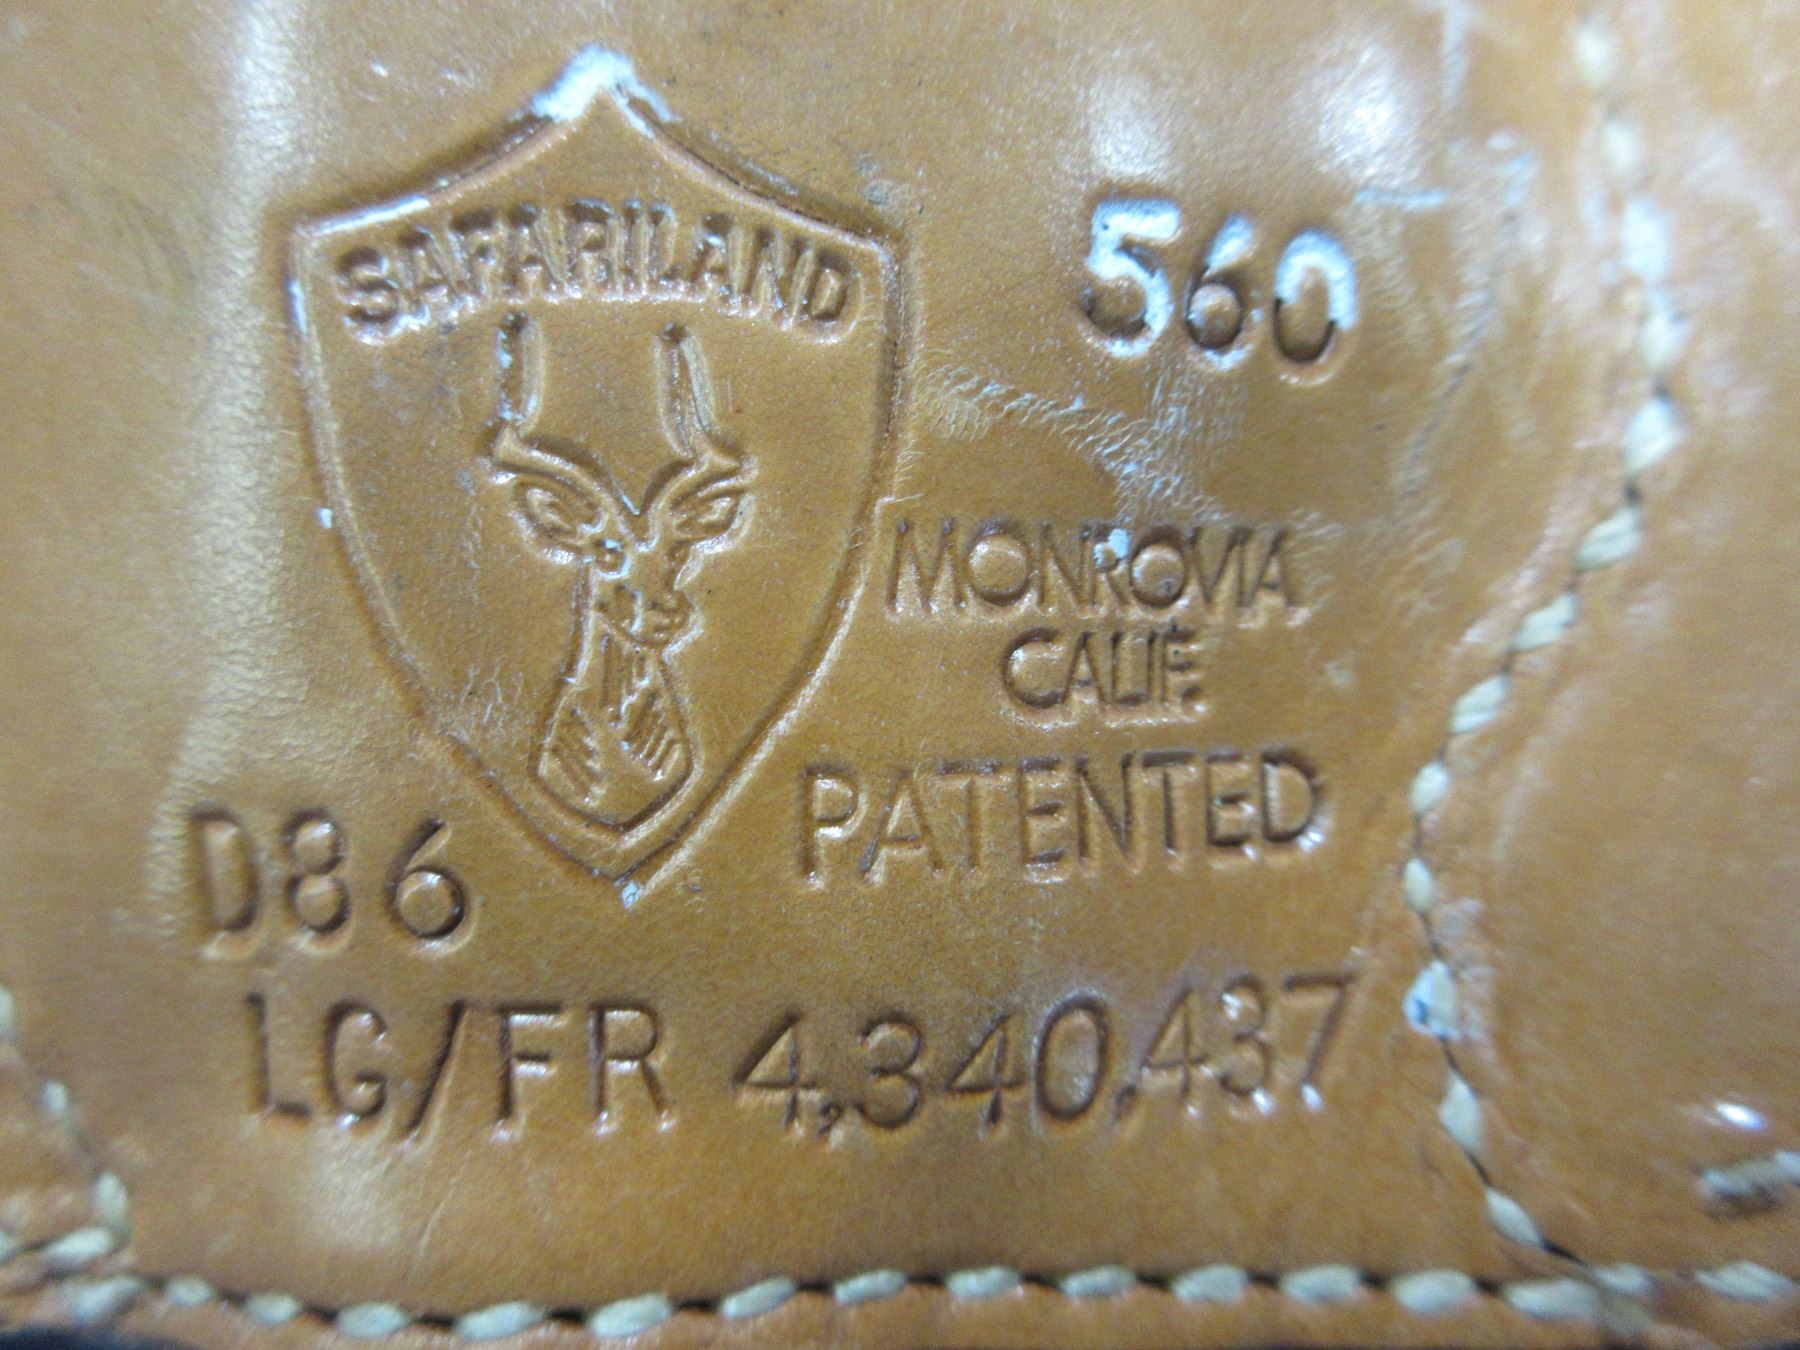 SAFARILAND
560
MONROVIA
CALIF.
PATENTED
D86
LG/FR 4,340,437